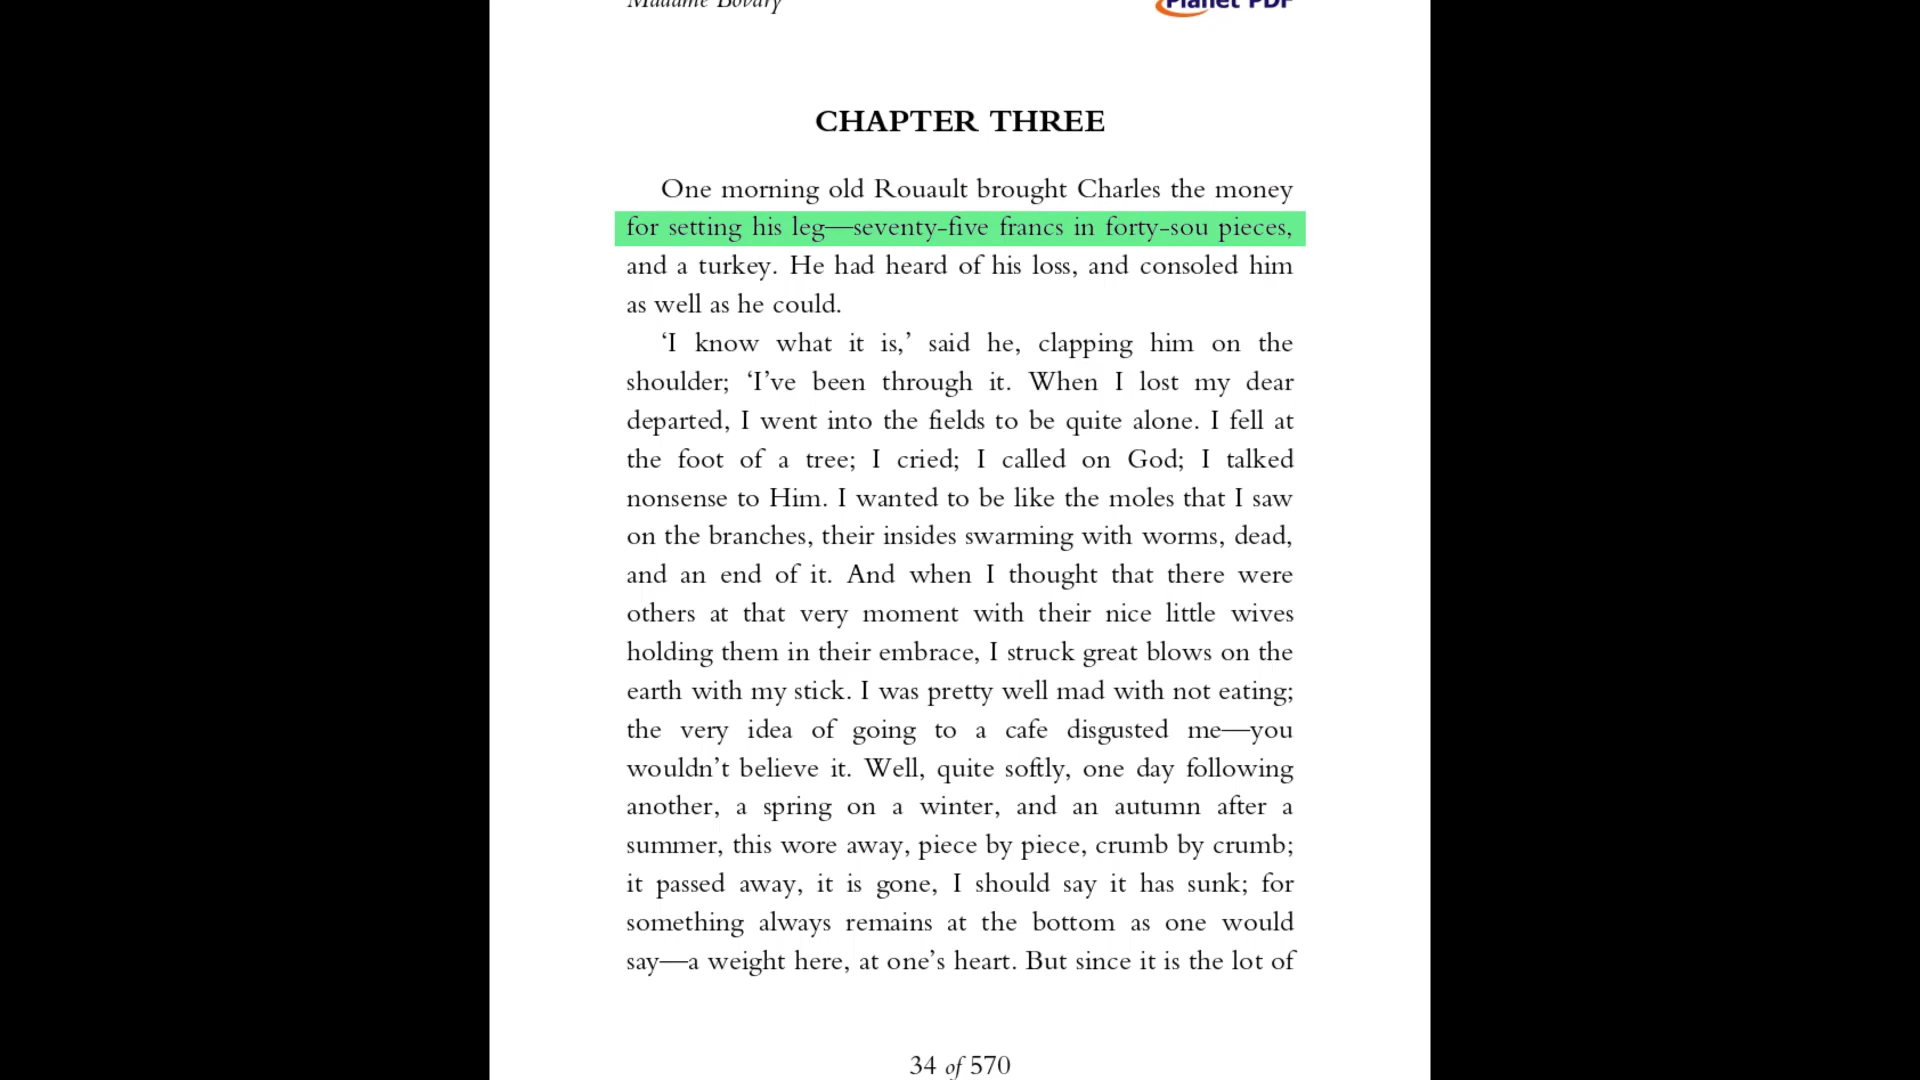 Madame Bovary
Planet PDF
CHAPTER THREE
One morning old Rouault brought Charles the money
for setting his leg—seventy-five francs in forty-sou pieces,
and a turkey. He had heard of his loss, and consoled him
as well as he could.
‘I know what it is,’ said he, clapping him on the
shoulder; ‘I’ve been through it. When I lost my dear
departed, I went into the fields to be quite alone. I fell at
the foot of a tree; I cried; I called on God; I talked
nonsense to Him. I wanted to be like the moles that I saw
on the branches, their insides swarming with worms, dead,
and an end of it. And when I thought that there were
others at that very moment with their nice little wives
holding them in their embrace, I struck great blows on the
earth with my stick. I was pretty well mad with not eating;
the very idea of going to a cafe disgusted me—you
wouldn’t believe it. Well, quite softly, one day following
another, a spring on a winter, and an autumn after a
summer, this wore away, piece by piece, crumb by crumb;
it passed away, it is gone, I should say it has sunk; for
something always remains at the bottom as one would
say—a weight here, at one’s heart. But since it is the lot of
34 of 570